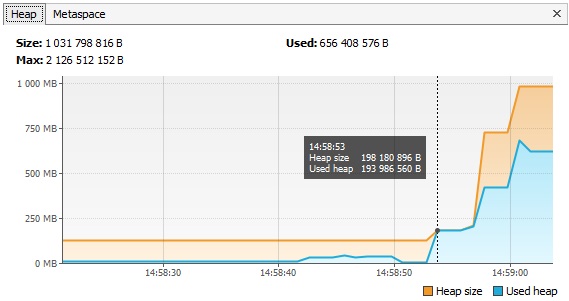 Heap Metaspace ×
Size: 1 031 798 816 B Used: 656 408 576 B
Max: 2 126 512 152 B
1 000 MB
750 MB
500 MB
250 MB
0 MB
14:58:53
Heap size 198 180 896 B
Used heap 193 986 560 B
14:58:30 14:58:40 14:58:50 14:59:00
Heap size Used heap